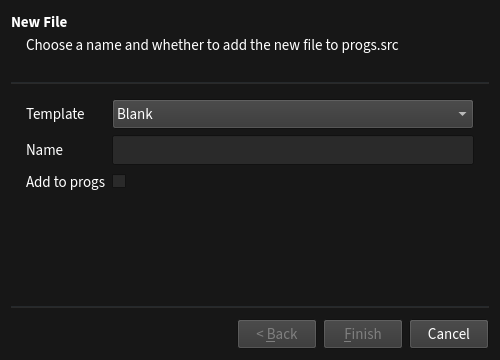 New File
Choose a name and whether to add the new file to progs.src
Template
Blank
Name
Add to progs
< Back
Finish
Cancel